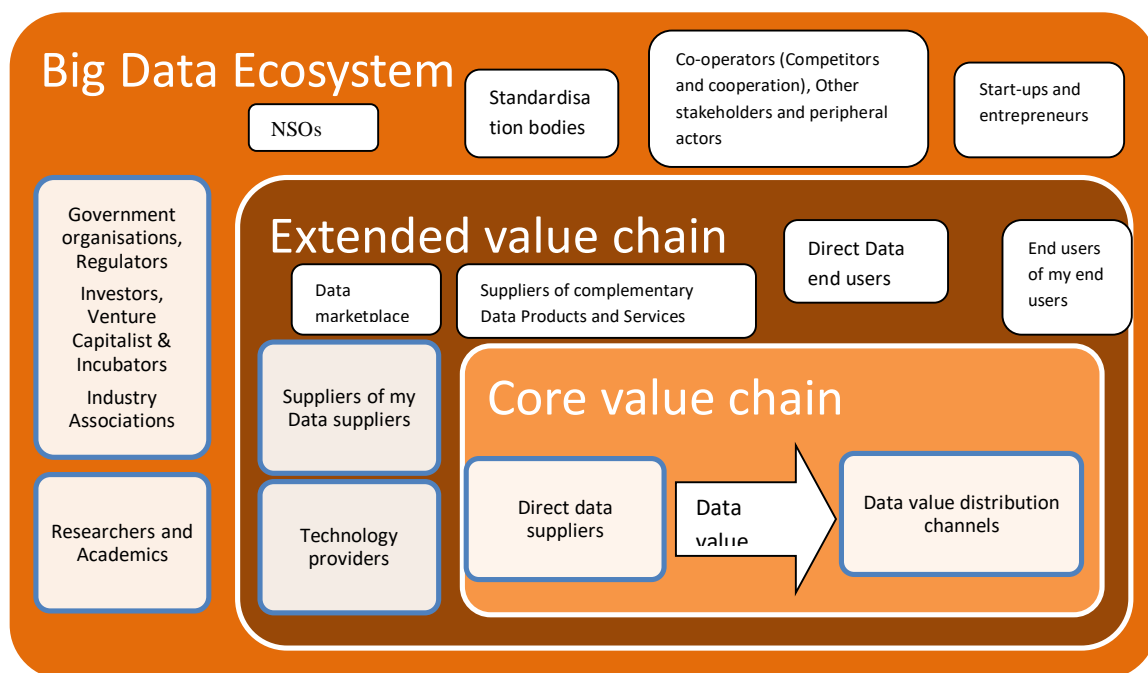 Big Data Ecosystem
NSOs
Standardisa
tion bodies
Co-operators (Competitors
and cooperation), Other
stakeholders and peripheral
actors
Start-ups and
entrepreneurs
Government
organisations,
Regulators
Investors,
Venture
Capitalist &
Incubators
Industry
Associations
Researchers and
Academics
Extended value chain
Data
marketplace
Suppliers of complementary
Data Products and Services
Direct Data
end users
End users
of my end
users
Suppliers of my
Data suppliers
Technology
providers
Core value chain
Direct data
suppliers
Data
value
Data value distribution
channels